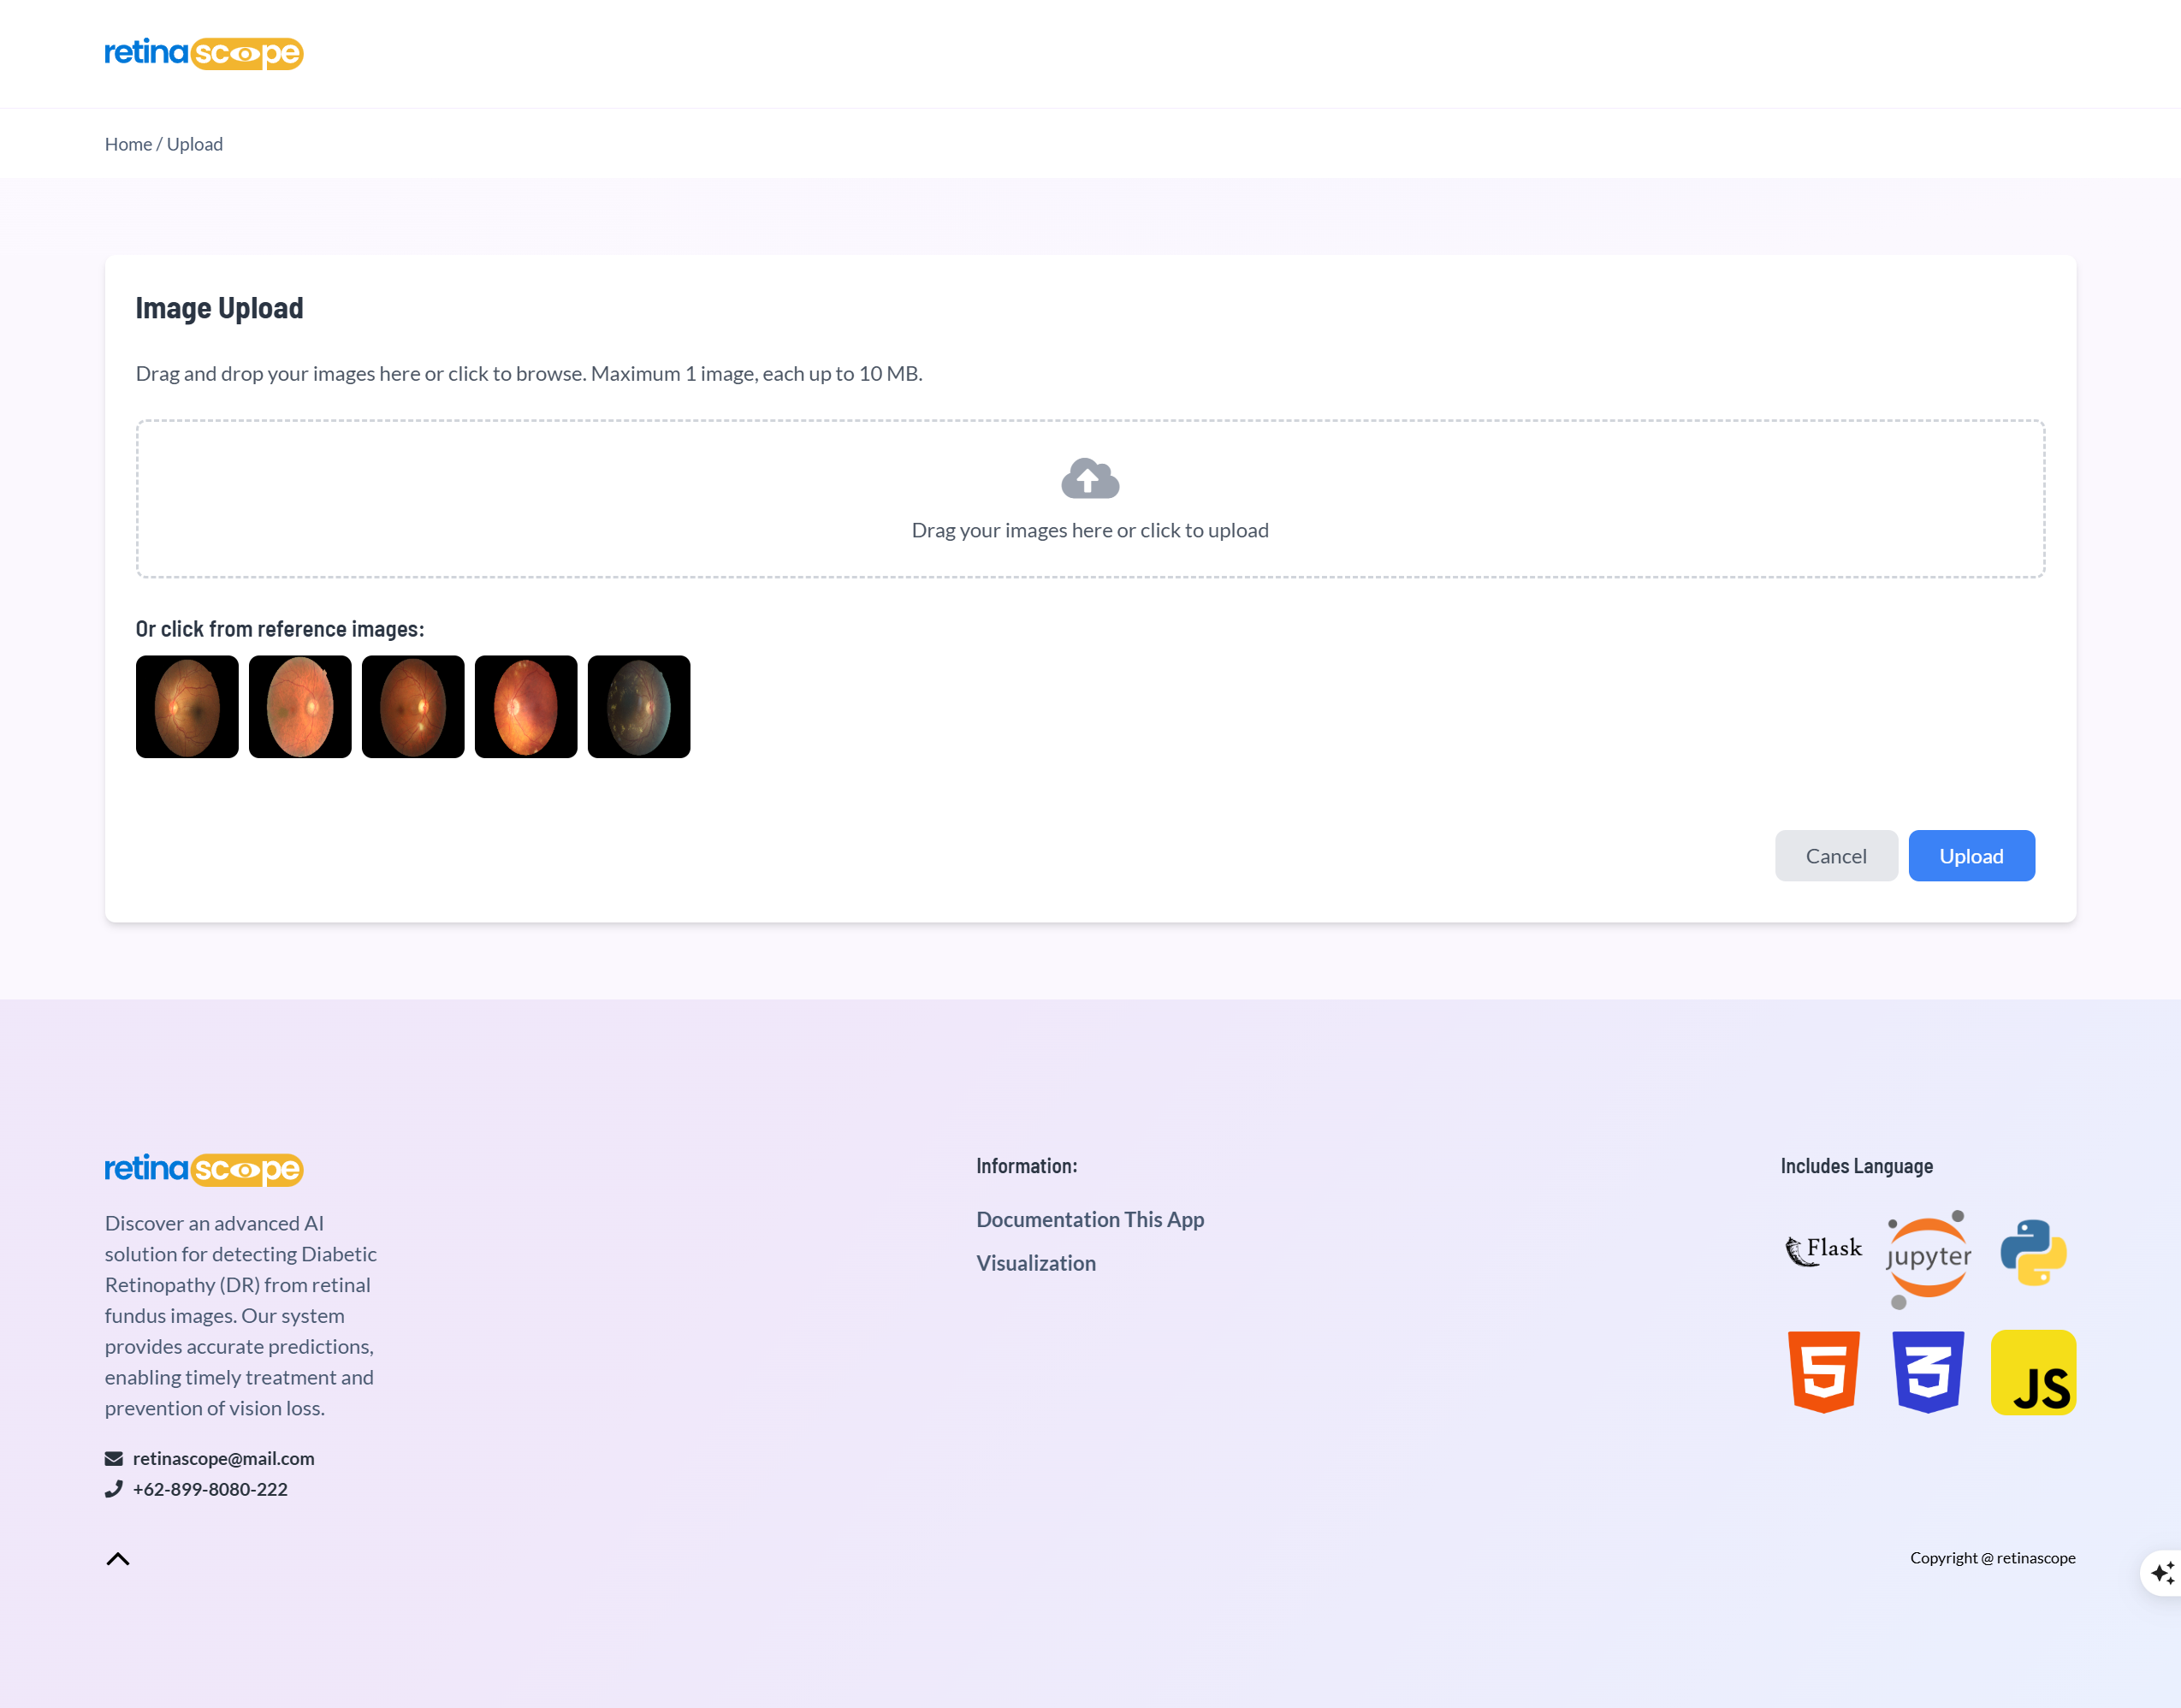 retinascope
Home / Upload
Image Upload
Drag and drop your images here or click to browse. Maximum 1 image, each up to 10 MB.
Drag your images here or click to upload
Or click from reference images:
Cancel
Upload
retinascope
Discover an advanced AI
solution for detecting Diabetic
Retinopathy (DR) from retinal
fundus images. Our system
provides accurate predictions,
enabling timely treatment and
prevention of vision loss.
retinascope@mail.com
+62-899-8080-222
Information:
Documentation This App
Visualization
Includes Language
Flask
jupyter
5
3
JS
Copyright @ retinascope